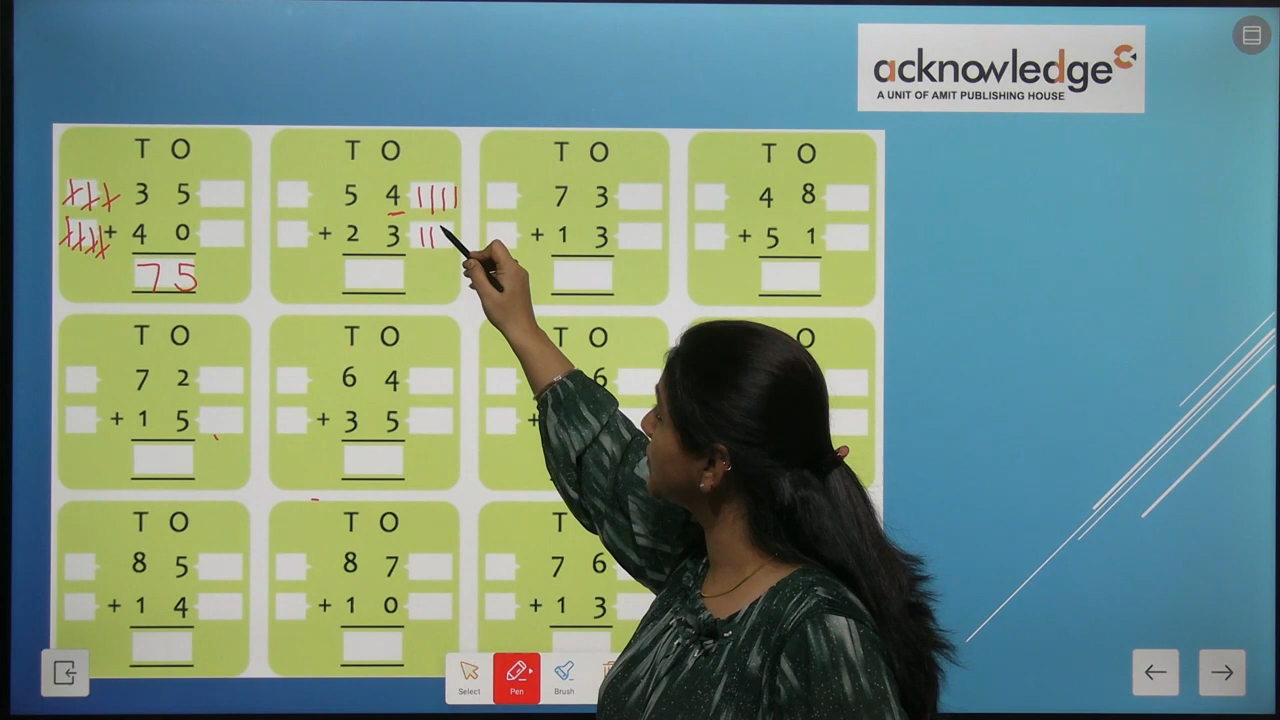 acknowledge
A UNIT OF AMIT PUBLISHING HOUSE
T O
3 5
+ 4 0
7 5
T O
5 4
+ 2 3
T O
7 3
+ 1 3
T O
4 8
+ 5 1
T O
7 2
+ 1 5
T O
6 4
+ 3 5
T O
6
+
O
T O
8 5
+ 1 4
T O
8 7
+ 1 0
T
7 6
+ 1 3
Select
Pen
Brush